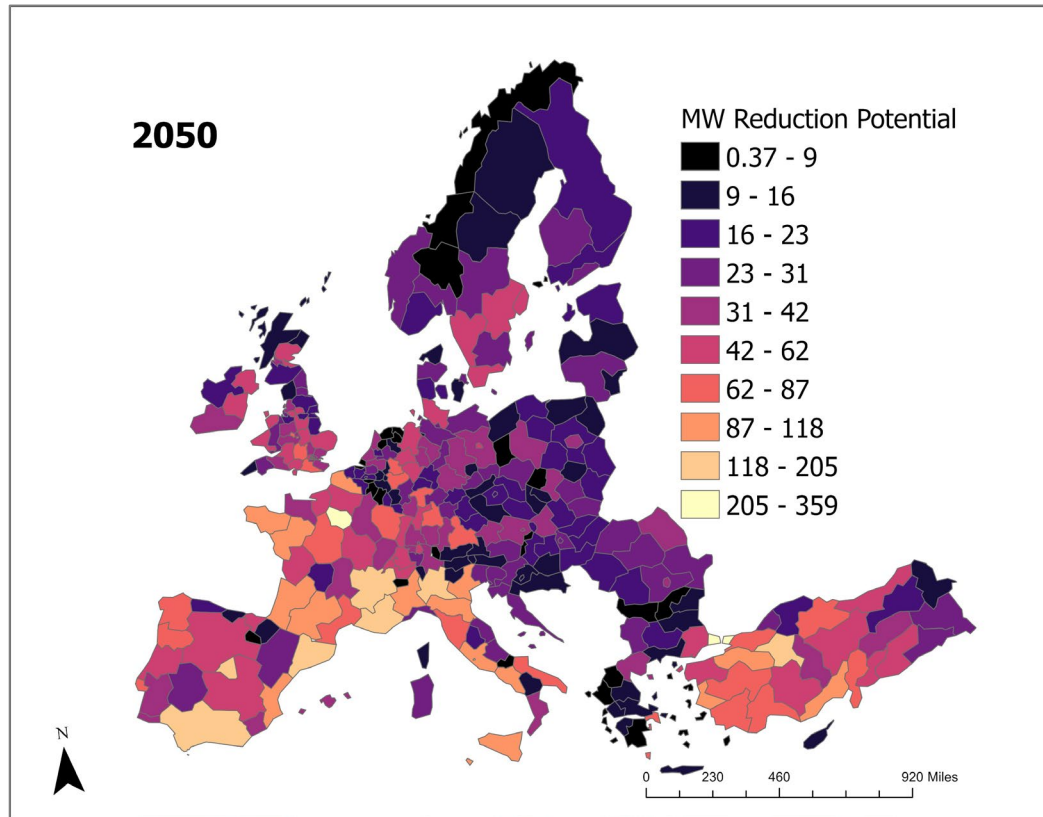 2050
MW Reduction Potential
0.37 - 9
9 - 16
16 - 23
23 - 31
31 - 42
42 - 62
62 - 87
87 - 118
118 - 205
205 - 359
N
0 230 460 920 Miles